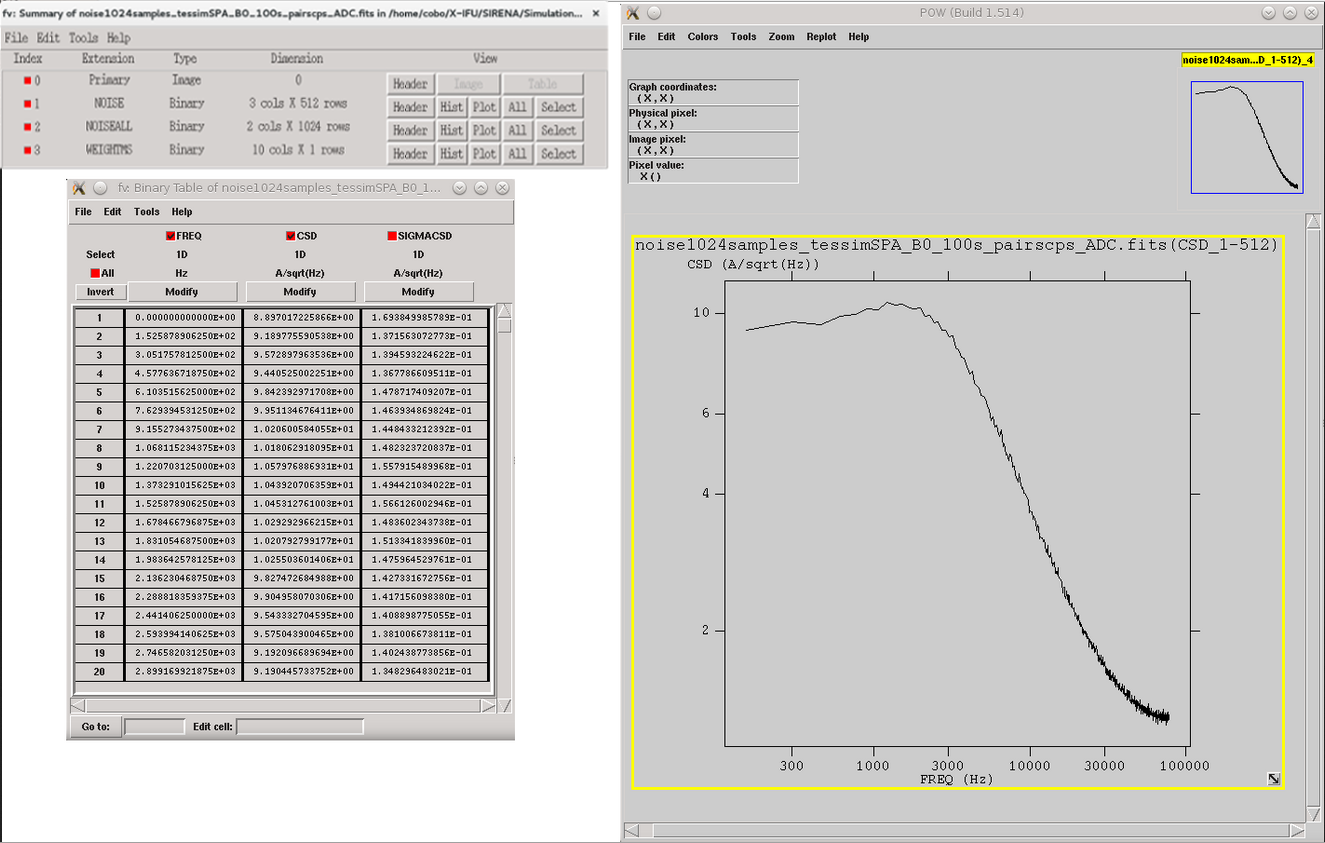 fv: Summary of noise1024samples_tessimSPA_B0_100s_pairscps_ADC.fits in /home/cobo/X-IFU/SIRENA/Simulation... ×
File Edit Tools Help
Index Extension Type Dimension View
0 Primary Image 0 Header Image Table
1 NOISE Binary 3 cols X 512 rows Header Hist Plot All Select
2 NOISEALL Binary 2 cols X 1024 rows Header Hist Plot All Select
3 WEIGHTMS Binary 10 cols X 1 rows Header Hist Plot All Select
fv: Binary Table of noise1024samples_tessimSPA_B0_1...
File Edit Tools Help
FREQ CSD SIGMACSD
Select 1D 1D 1D
All Hz A/sqrt(Hz) A/sqrt(Hz)
Invert Modify Modify Modify
1 0.000000000000E+00 8.897017225866E+00 1.693849985789E-01
2 1.525878906250E+02 9.189775590538E+00 1.371563072773E-01
3 3.051757812500E+02 9.572897963536E+00 1.394593224622E-01
4 4.577636718750E+02 9.440525002251E+00 1.367786609511E-01
5 6.103515625000E+02 9.842392971708E+00 1.478717409207E-01
6 7.629394531250E+02 9.951134676411E+00 1.463934869824E-01
7 9.155273437500E+02 1.020600584055E+01 1.448433212392E-01
8 1.068115234375E+03 1.018062918095E+01 1.482323720837E-01
9 1.220703125000E+03 1.057976886931E+01 1.557915489968E-01
10 1.373291015625E+03 1.043920706359E+01 1.494421034022E-01
11 1.525878906250E+03 1.045312761003E+01 1.566126002946E-01
12 1.678466796875E+03 1.029292966215E+01 1.483602343738E-01
13 1.831054687500E+03 1.020792799177E+01 1.513341839960E-01
14 1.983642578125E+03 1.025503601406E+01 1.475964529761E-01
15 2.136230468750E+03 9.827472684988E+00 1.427331672756E-01
16 2.288818359375E+03 9.904958070306E+00 1.417156098380E-01
17 2.441406250000E+03 9.543332704595E+00 1.408898775055E-01
18 2.593994140625E+03 9.575043900465E+00 1.381006673811E-01
19 2.746582031250E+03 9.192096689694E+00 1.402438773856E-01
20 2.899169921875E+03 9.190445733752E+00 1.348296483021E-01
Go to: Edit cell:
POW (Build 1.514)
File Edit Colors Tools Zoom Replot Help
noise1024sam...D_1-512)_4
Graph coordinates:
(X,X)
Physical pixel:
(X,X)
Image pixel:
(X,X)
Pixel value:
X()
noise1024samples_tessimSPA_B0_100s_pairscps_ADC.fits(CSD_1-512)
CSD (A/sqrt(Hz))
10
6
4
2
300 1000 3000 10000 30000 100000
FREQ (Hz)